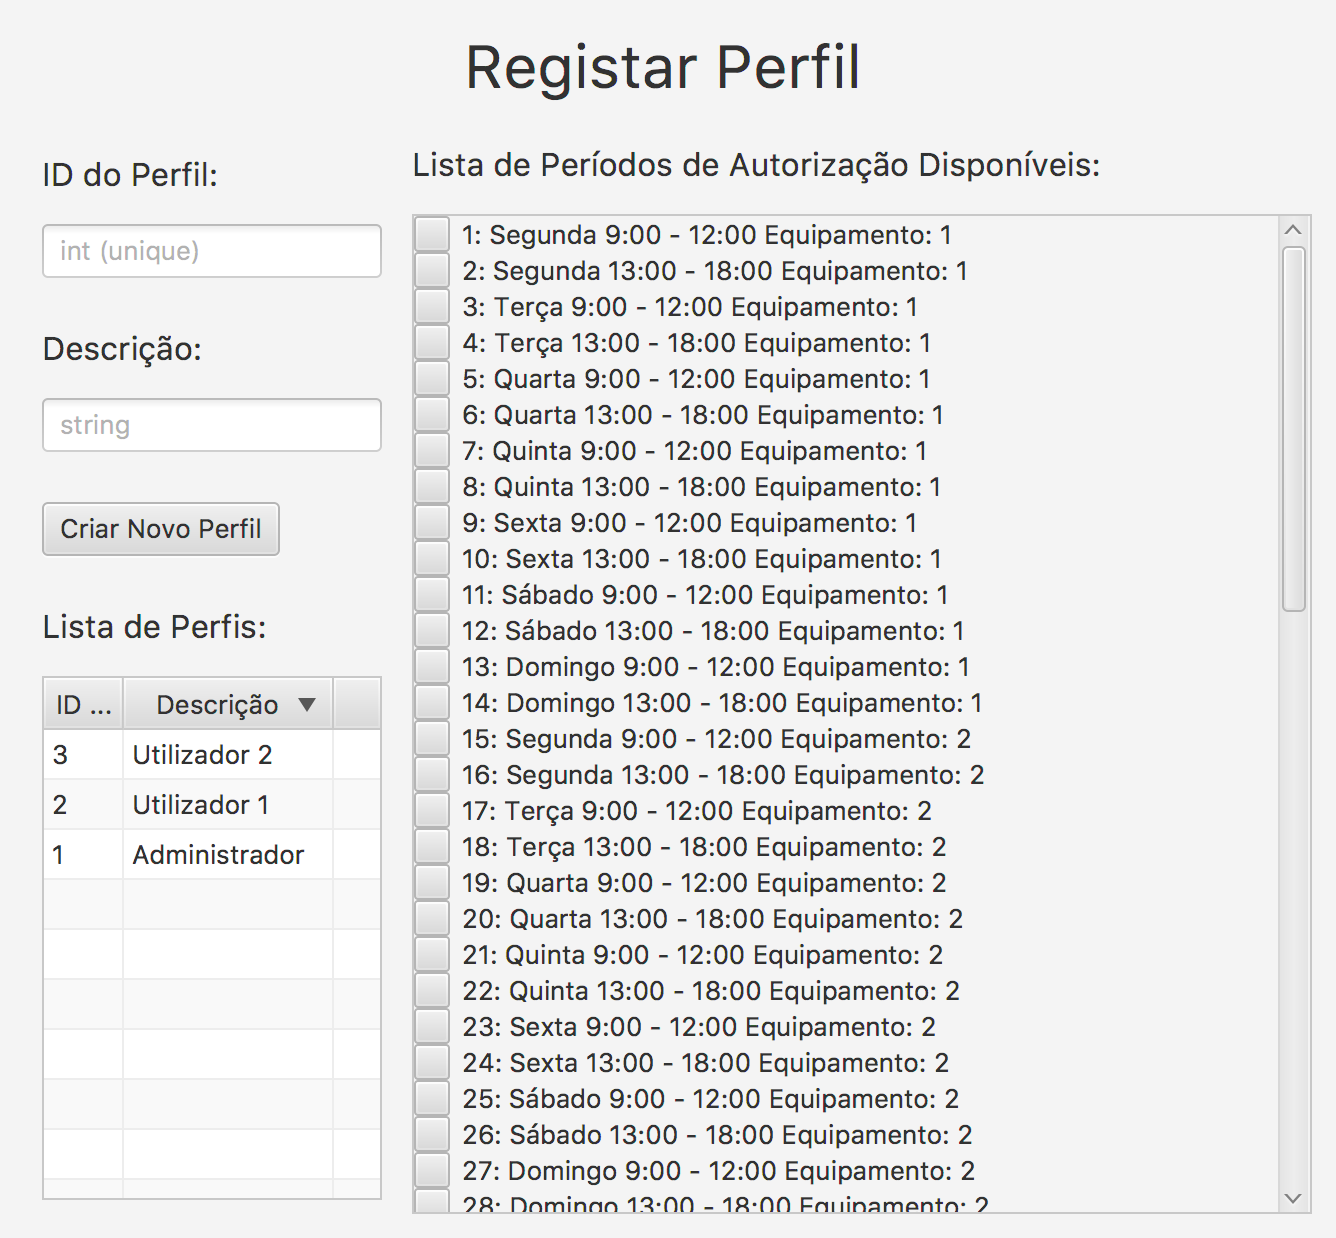 Registar Perfil
ID do Perfil:
int (unique)
Descrição:
string
Criar Novo Perfil
Lista de Perfis:
ID ... Descrição
3 Utilizador 2
2 Utilizador 1
1 Administrador
Lista de Períodos de Autorização Disponíveis:
1: Segunda 9:00 - 12:00 Equipamento: 1
2: Segunda 13:00 - 18:00 Equipamento: 1
3: Terça 9:00 - 12:00 Equipamento: 1
4: Terça 13:00 - 18:00 Equipamento: 1
5: Quarta 9:00 - 12:00 Equipamento: 1
6: Quarta 13:00 - 18:00 Equipamento: 1
7: Quinta 9:00 - 12:00 Equipamento: 1
8: Quinta 13:00 - 18:00 Equipamento: 1
9: Sexta 9:00 - 12:00 Equipamento: 1
10: Sexta 13:00 - 18:00 Equipamento: 1
11: Sábado 9:00 - 12:00 Equipamento: 1
12: Sábado 13:00 - 18:00 Equipamento: 1
13: Domingo 9:00 - 12:00 Equipamento: 1
14: Domingo 13:00 - 18:00 Equipamento: 1
15: Segunda 9:00 - 12:00 Equipamento: 2
16: Segunda 13:00 - 18:00 Equipamento: 2
17: Terça 9:00 - 12:00 Equipamento: 2
18: Terça 13:00 - 18:00 Equipamento: 2
19: Quarta 9:00 - 12:00 Equipamento: 2
20: Quarta 13:00 - 18:00 Equipamento: 2
21: Quinta 9:00 - 12:00 Equipamento: 2
22: Quinta 13:00 - 18:00 Equipamento: 2
23: Sexta 9:00 - 12:00 Equipamento: 2
24: Sexta 13:00 - 18:00 Equipamento: 2
25: Sábado 9:00 - 12:00 Equipamento: 2
26: Sábado 13:00 - 18:00 Equipamento: 2
27: Domingo 9:00 - 12:00 Equipamento: 2
28: Domingo 13:00 - 18:00 Equipamento: 2